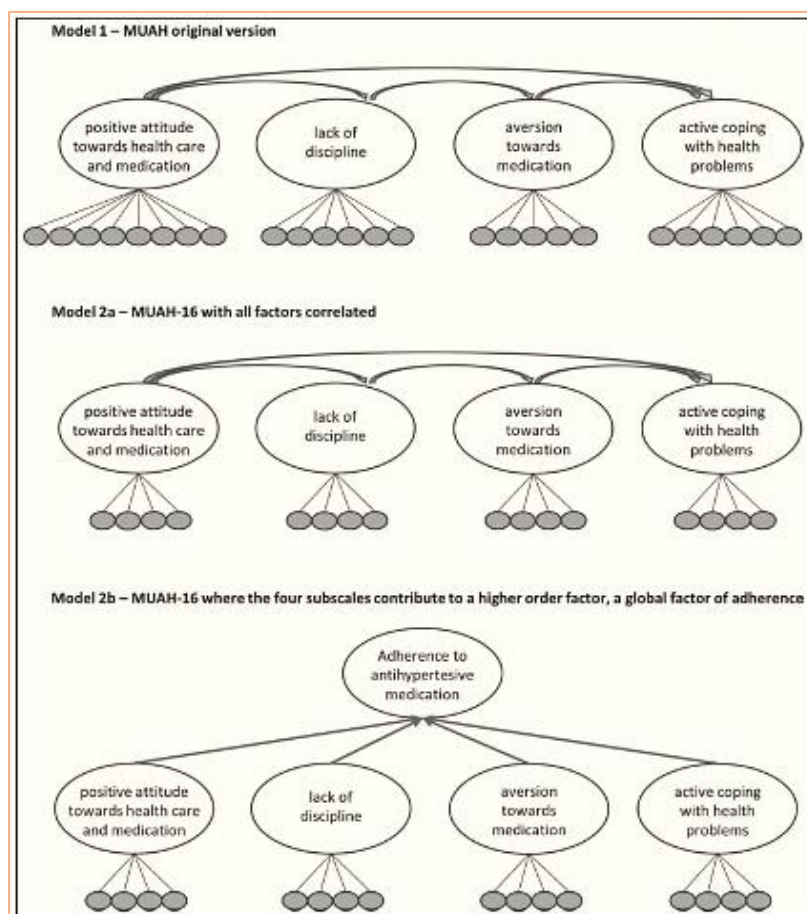 Model 1 – MUAH original version
positive attitude
towards health care
and medication
lack of
discipline
aversion
towards
medication
active coping
with health
problems
Model 2a – MUAH-16 with all factors correlated
positive attitude
towards health care
and medication
lack of
discipline
aversion
towards
medication
active coping
with health
problems
Model 2b – MUAH-16 where the four subscales contribute to a higher order factor, a global factor of adherence
Adherence to
antihypertesive
medication
positive attitude
towards health care
and medication
lack of
discipline
aversion
towards
medication
active coping
with health
problems